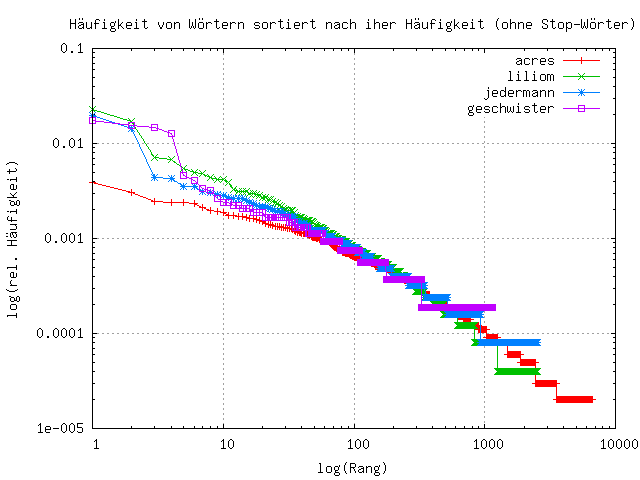 Häufigkeit von Wörtern sortiert nach iher Häufigkeit (ohne Stop-Wörter)
0.1
acres
liliom
jedermann
geschwister
0.01
log(rel. Häufigkeit)
0.001
0.0001
1e-005
1 10 100 1000 10000
log(Rang)